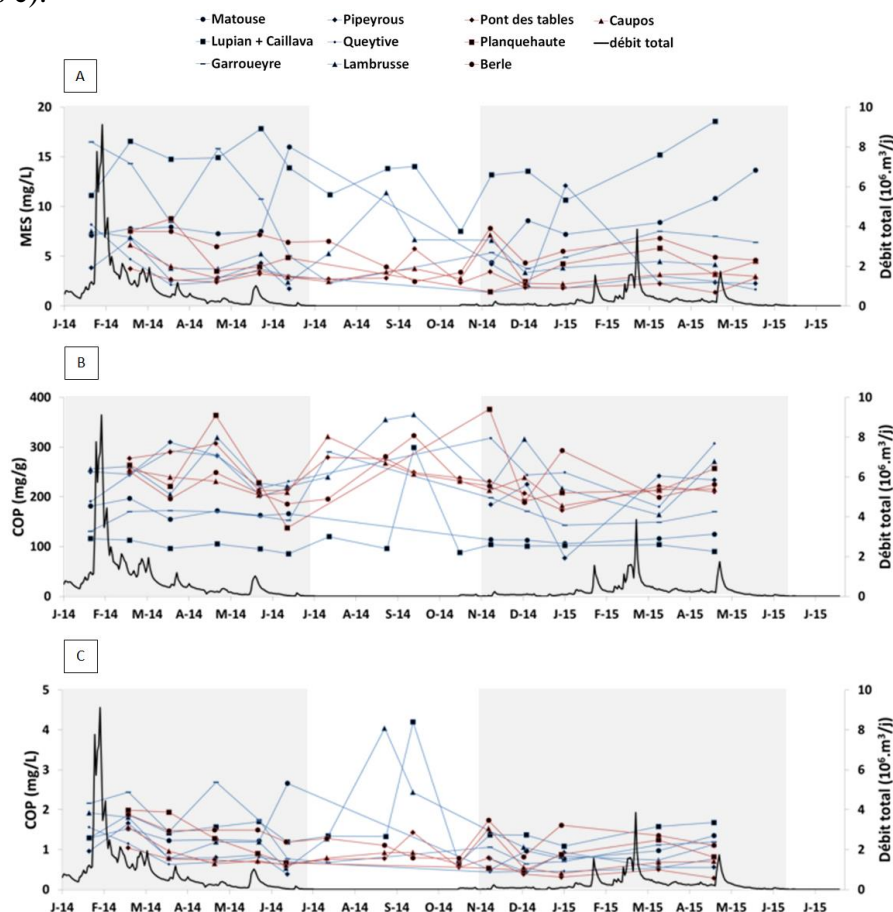 Matouse Pipeyrous Pont des tables Caupos
Lupian + Caillava Queytive Planquehaute débit total
Garroueyre Lambrusse Berle
A
20 10
15 8
10 6
5 4
0 2
0
MES (mg/L)
Débit total (10⁶.m³/j)
J-14 F-14 M-14 A-14 M-14 J-14 J-14 A-14 S-14 O-14 N-14 D-14 J-15 F-15 M-15 A-15 M-15 J-15 J-15
B
400 10
300 8
200 6
100 4
0 2
0
COP (mg/g)
Débit total (10⁶.m³/j)
J-14 F-14 M-14 A-14 M-14 J-14 J-14 A-14 S-14 O-14 N-14 D-14 J-15 F-15 M-15 A-15 M-15 J-15 J-15
C
5 10
4 8
3 6
2 4
1 2
0 0
COP (mg/L)
Débit total (10⁶.m³/j)
J-14 F-14 M-14 A-14 M-14 J-14 J-14 A-14 S-14 O-14 N-14 D-14 J-15 F-15 M-15 A-15 M-15 J-15 J-15